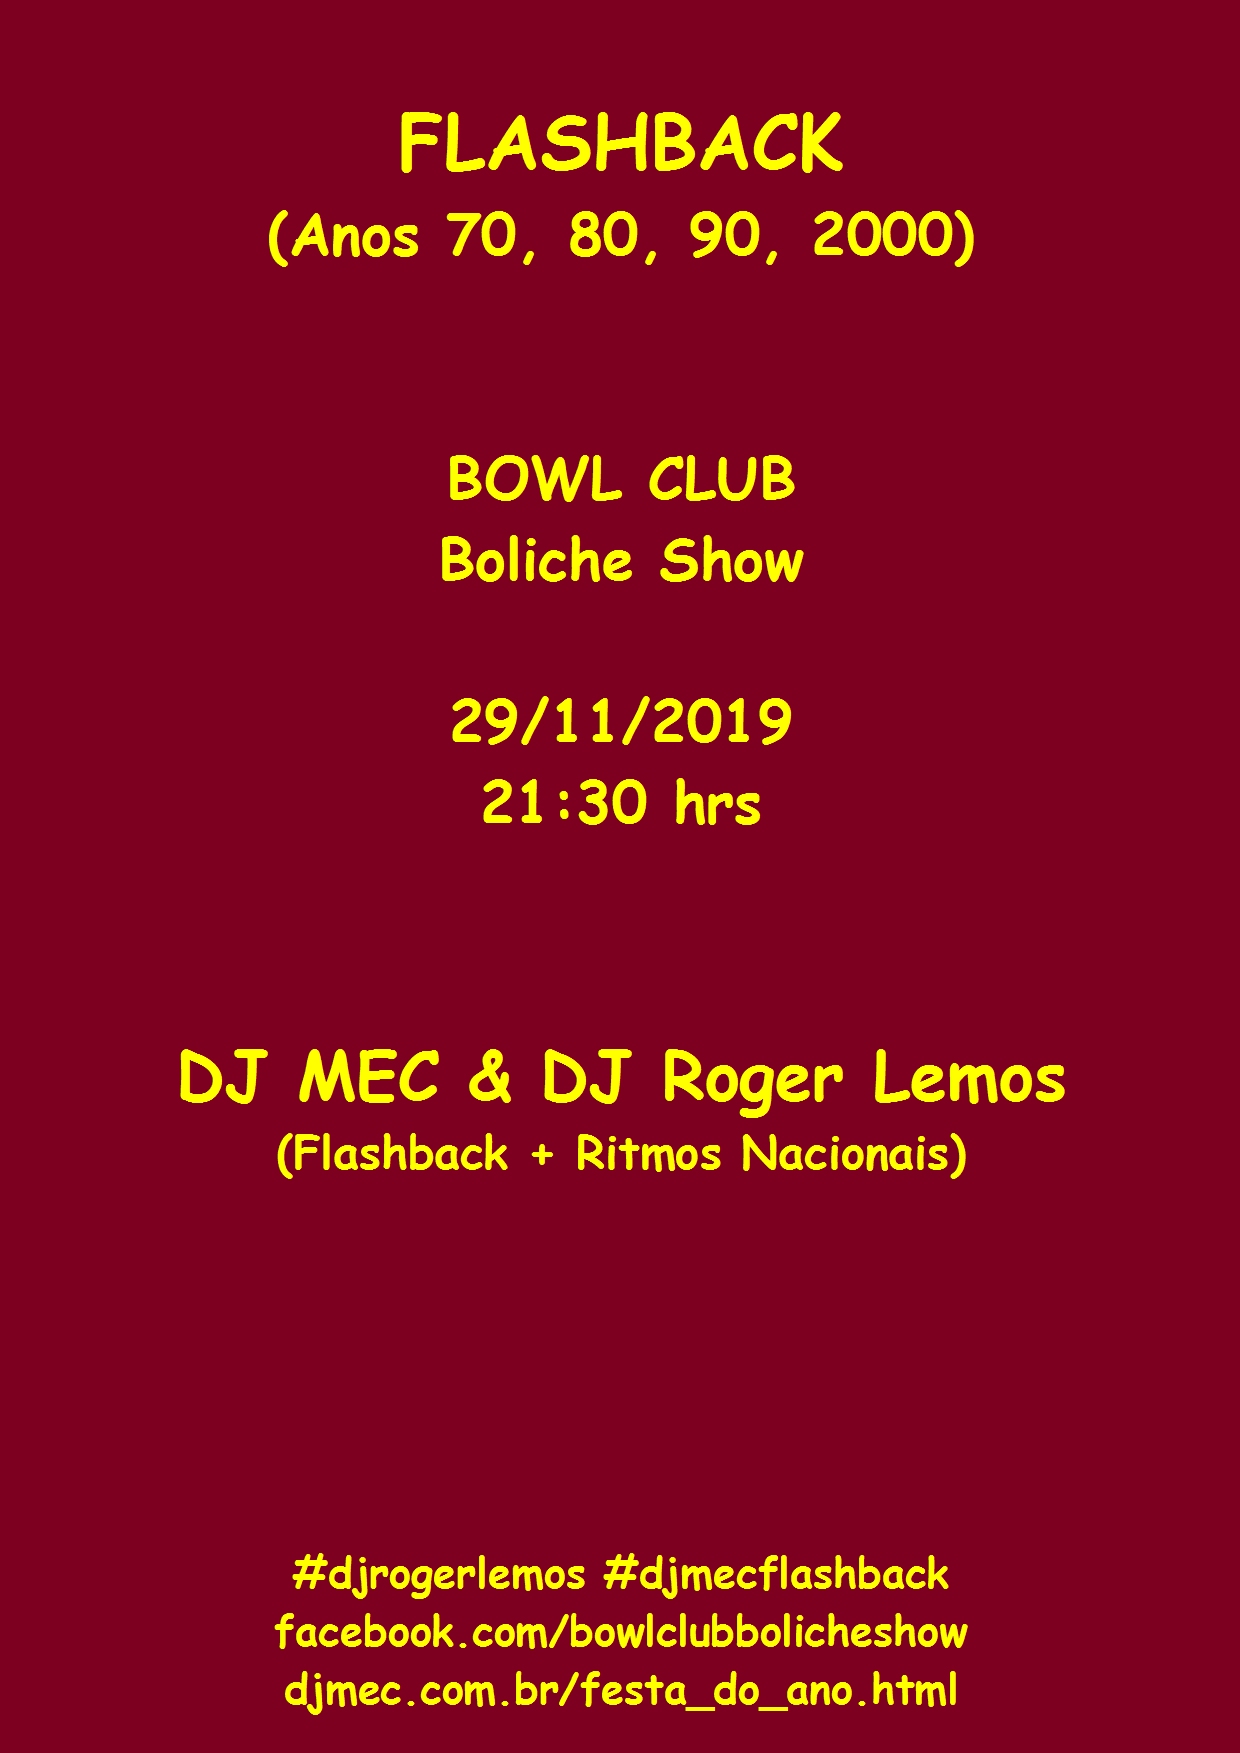 FLASHBACK
(Anos 70, 80, 90, 2000)
BOWL CLUB
Boliche Show
29/11/2019
21:30 hrs
DJ MEC & DJ Roger Lemos
(Flashback + Ritmos Nacionais)
#djrogerlemos #djmecflashback
facebook.com/bowlclubbolicheshow
djmec.com.br/festa_do_ano.html